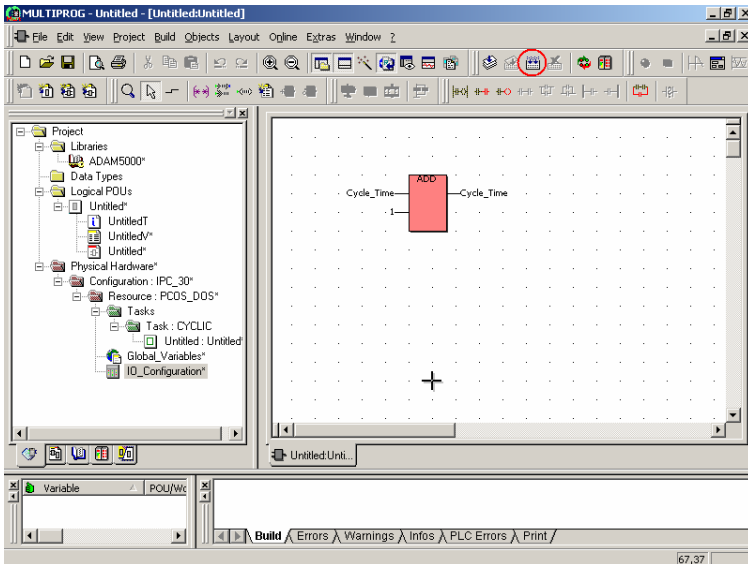 MULTIPROG - Untitled - [Untitled:Untitled]
File Edit View Project Build Objects Layout Online Extras Window ?
Project
Libraries
ADAM5000*
Data Types
Logical POUs
Untitled*
UntitledT
UntitledV*
Untitled*
Physical Hardware*
Configuration : IPC_30*
Resource : PCOS_DOS*
Tasks
Task : CYCLIC
Untitled : Untitled*
Global_Variables*
IO_Configuration*
ADD
Cycle_Time
Cycle_Time
1
Untitled:Unti...
Variable
POU/Wo
Build Errors Warnings Infos PLC Errors Print
67,37